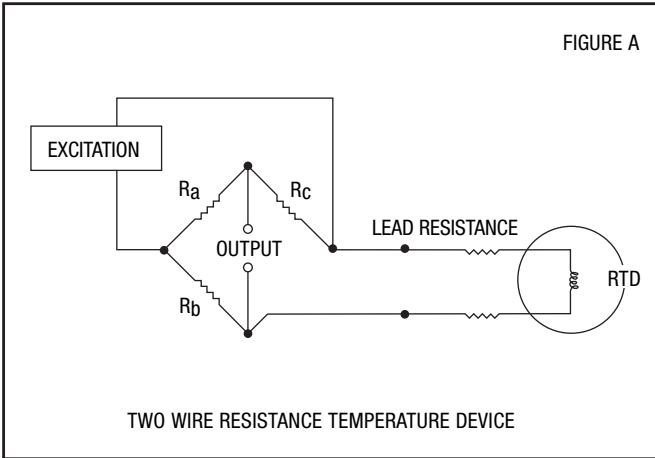 FIGURE A
EXCITATION
Ra
Rc
LEAD RESISTANCE
OUTPUT
RTD
Rb
TWO WIRE RESISTANCE TEMPERATURE DEVICE